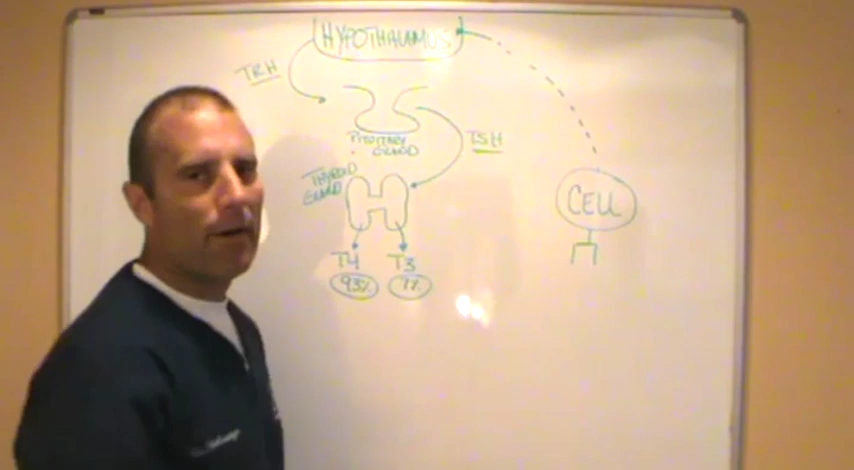 HYPOTHALAMUS
TRH
PITUITARY
GLAND
TSH
THYROID
GLAND
CELL
T4 T3
93% 7%